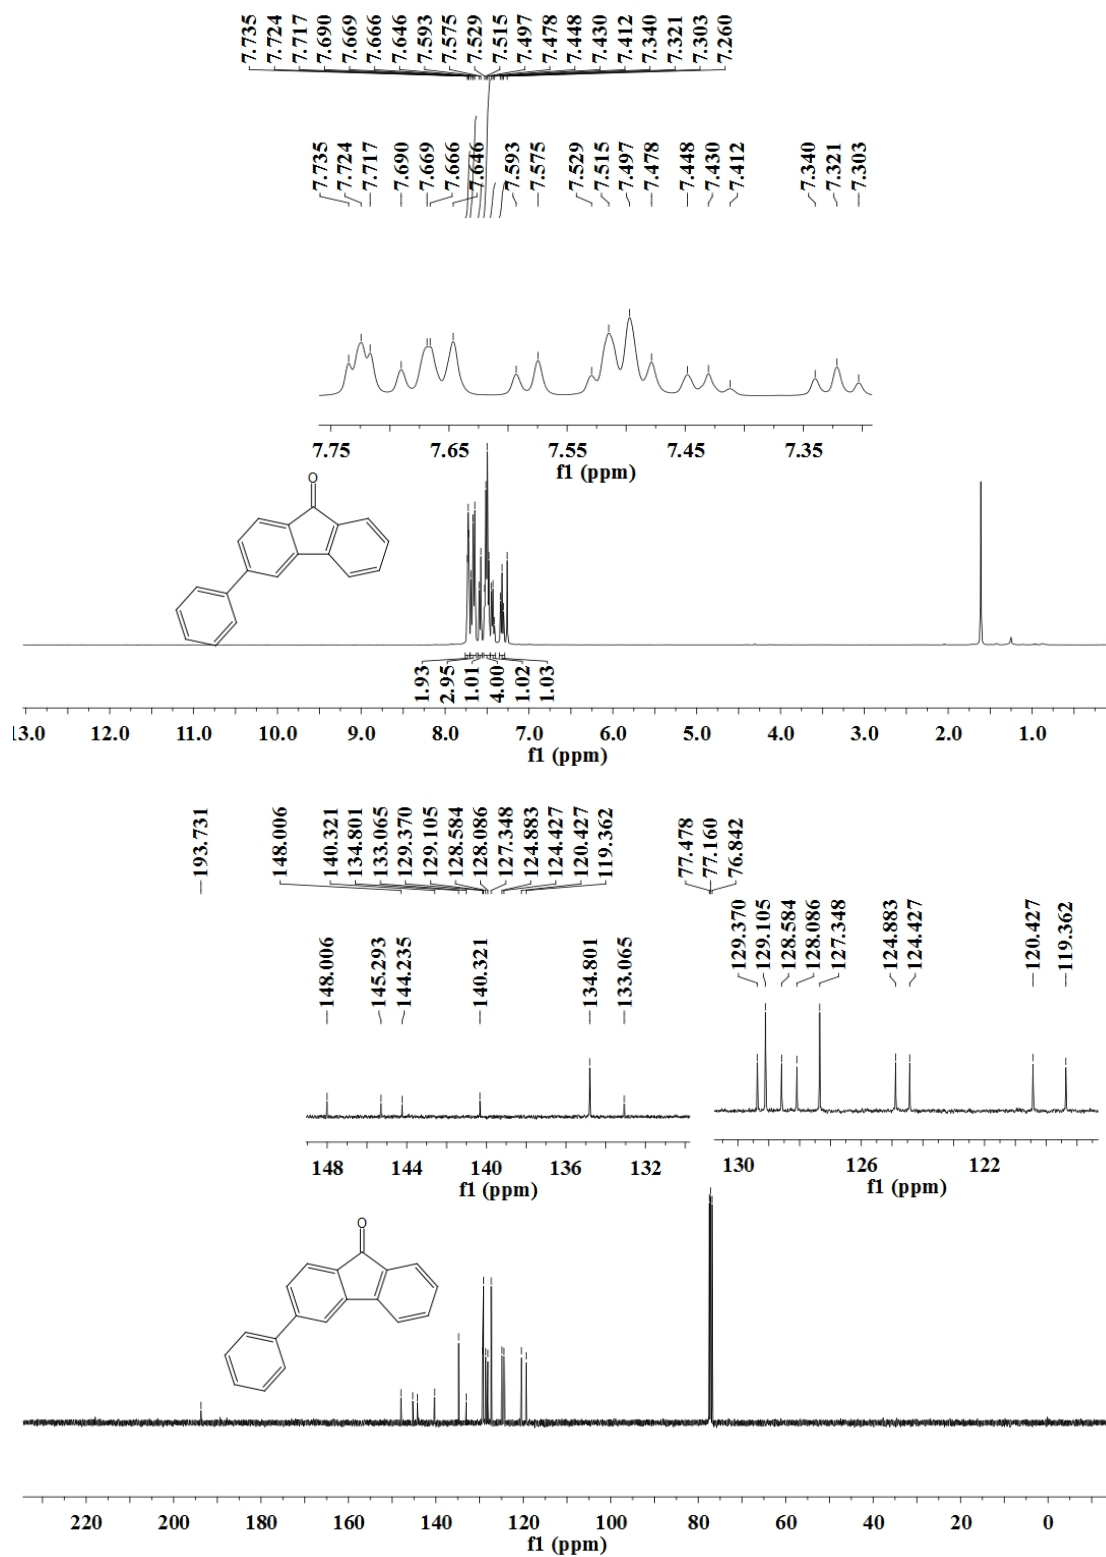 7.735 7.724 7.717 7.690 7.669 7.666 7.646 7.593 7.575 7.529 7.515 7.497 7.478 7.448 7.430 7.412 7.340 7.321 7.303 7.260
7.735 7.724 7.717 7.690 7.669 7.666 7.646 7.593 7.575 7.529 7.515 7.497 7.478 7.448 7.430 7.412 7.340 7.321 7.303
7.75 7.65 7.55 7.45 7.35
f1 (ppm)
O
1.93 2.95 1.01 4.00 1.02 1.03
13.0 12.0 11.0 10.0 9.0 8.0 7.0 6.0 5.0 4.0 3.0 2.0 1.0
f1 (ppm)
193.731 148.006 140.321 134.801 133.065 129.370 129.105 128.584 128.086 127.348 124.883 124.427 120.427 119.362 77.478 77.160 76.842
148.006 145.293 144.235 140.321 134.801 133.065
129.370 129.105 128.584 128.086 127.348 124.883 124.427 120.427 119.362
148 144 140 136 132
f1 (ppm)
130 126 122
f1 (ppm)
O
220 200 180 160 140 120 100 80 60 40 20 0
f1 (ppm)